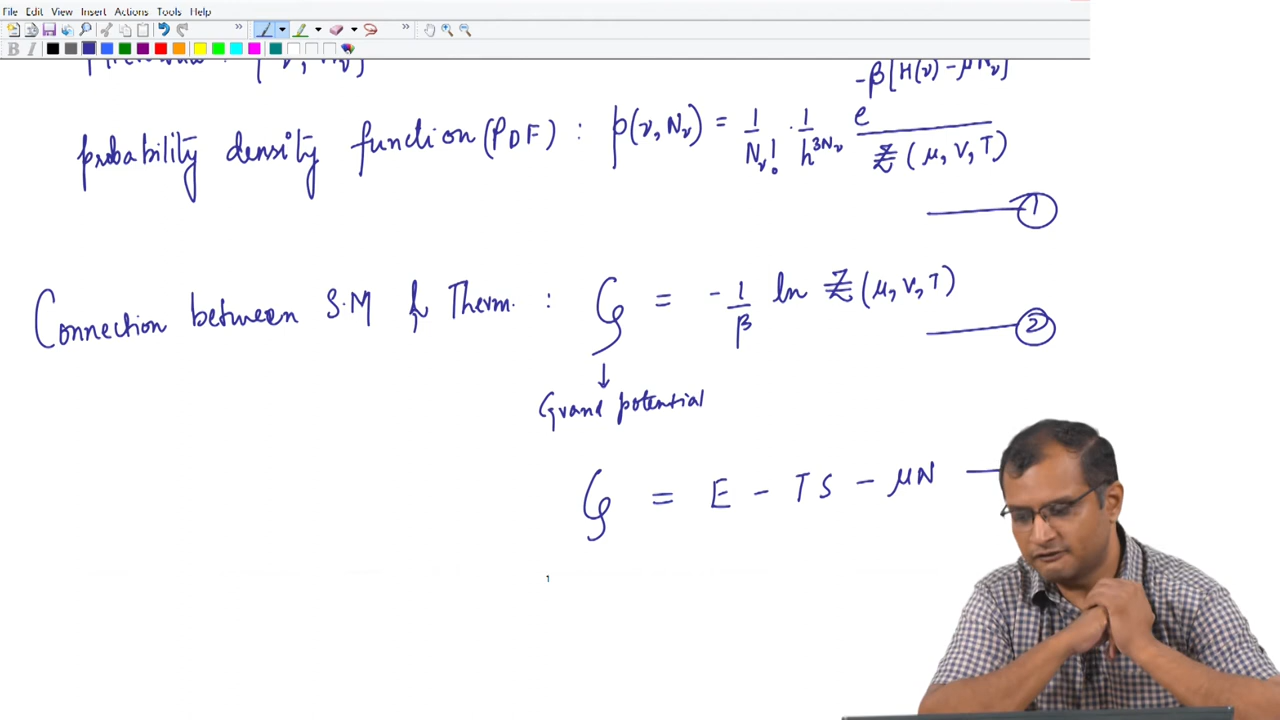 File Edit View Insert Actions Tools Help
B I
-β[H(ν) - μN_ν]
probability density function (PDF) : p(ν, N_ν) = 1/N_ν! · 1/h^{3N_ν} e / Z (μ, V, T)
1
Connection between S.M & Therm. : G = - 1/β ln Z (μ, V, T)
2
↓
Grand potential
G = E - TS - μN
1